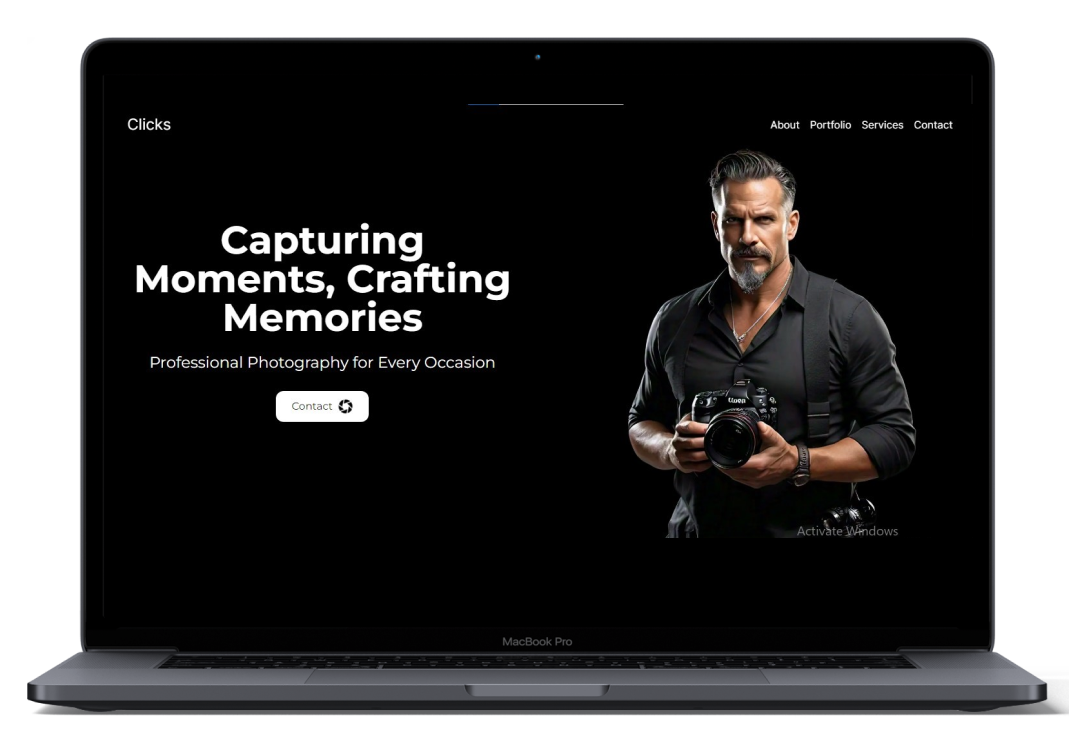 Clicks
About Portfolio Services Contact
Capturing
Moments, Crafting
Memories
Professional Photography for Every Occasion
Contact
Activate Windows
MacBook Pro